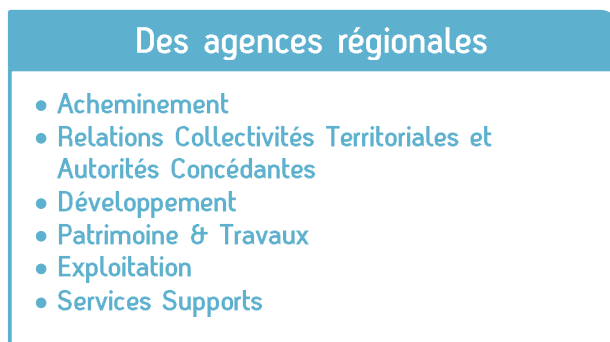 Des agences régionales
• Acheminement
• Relations Collectivités Territoriales et
Autorités Concédantes
• Développement
• Patrimoine & Travaux
• Exploitation
• Services Supports